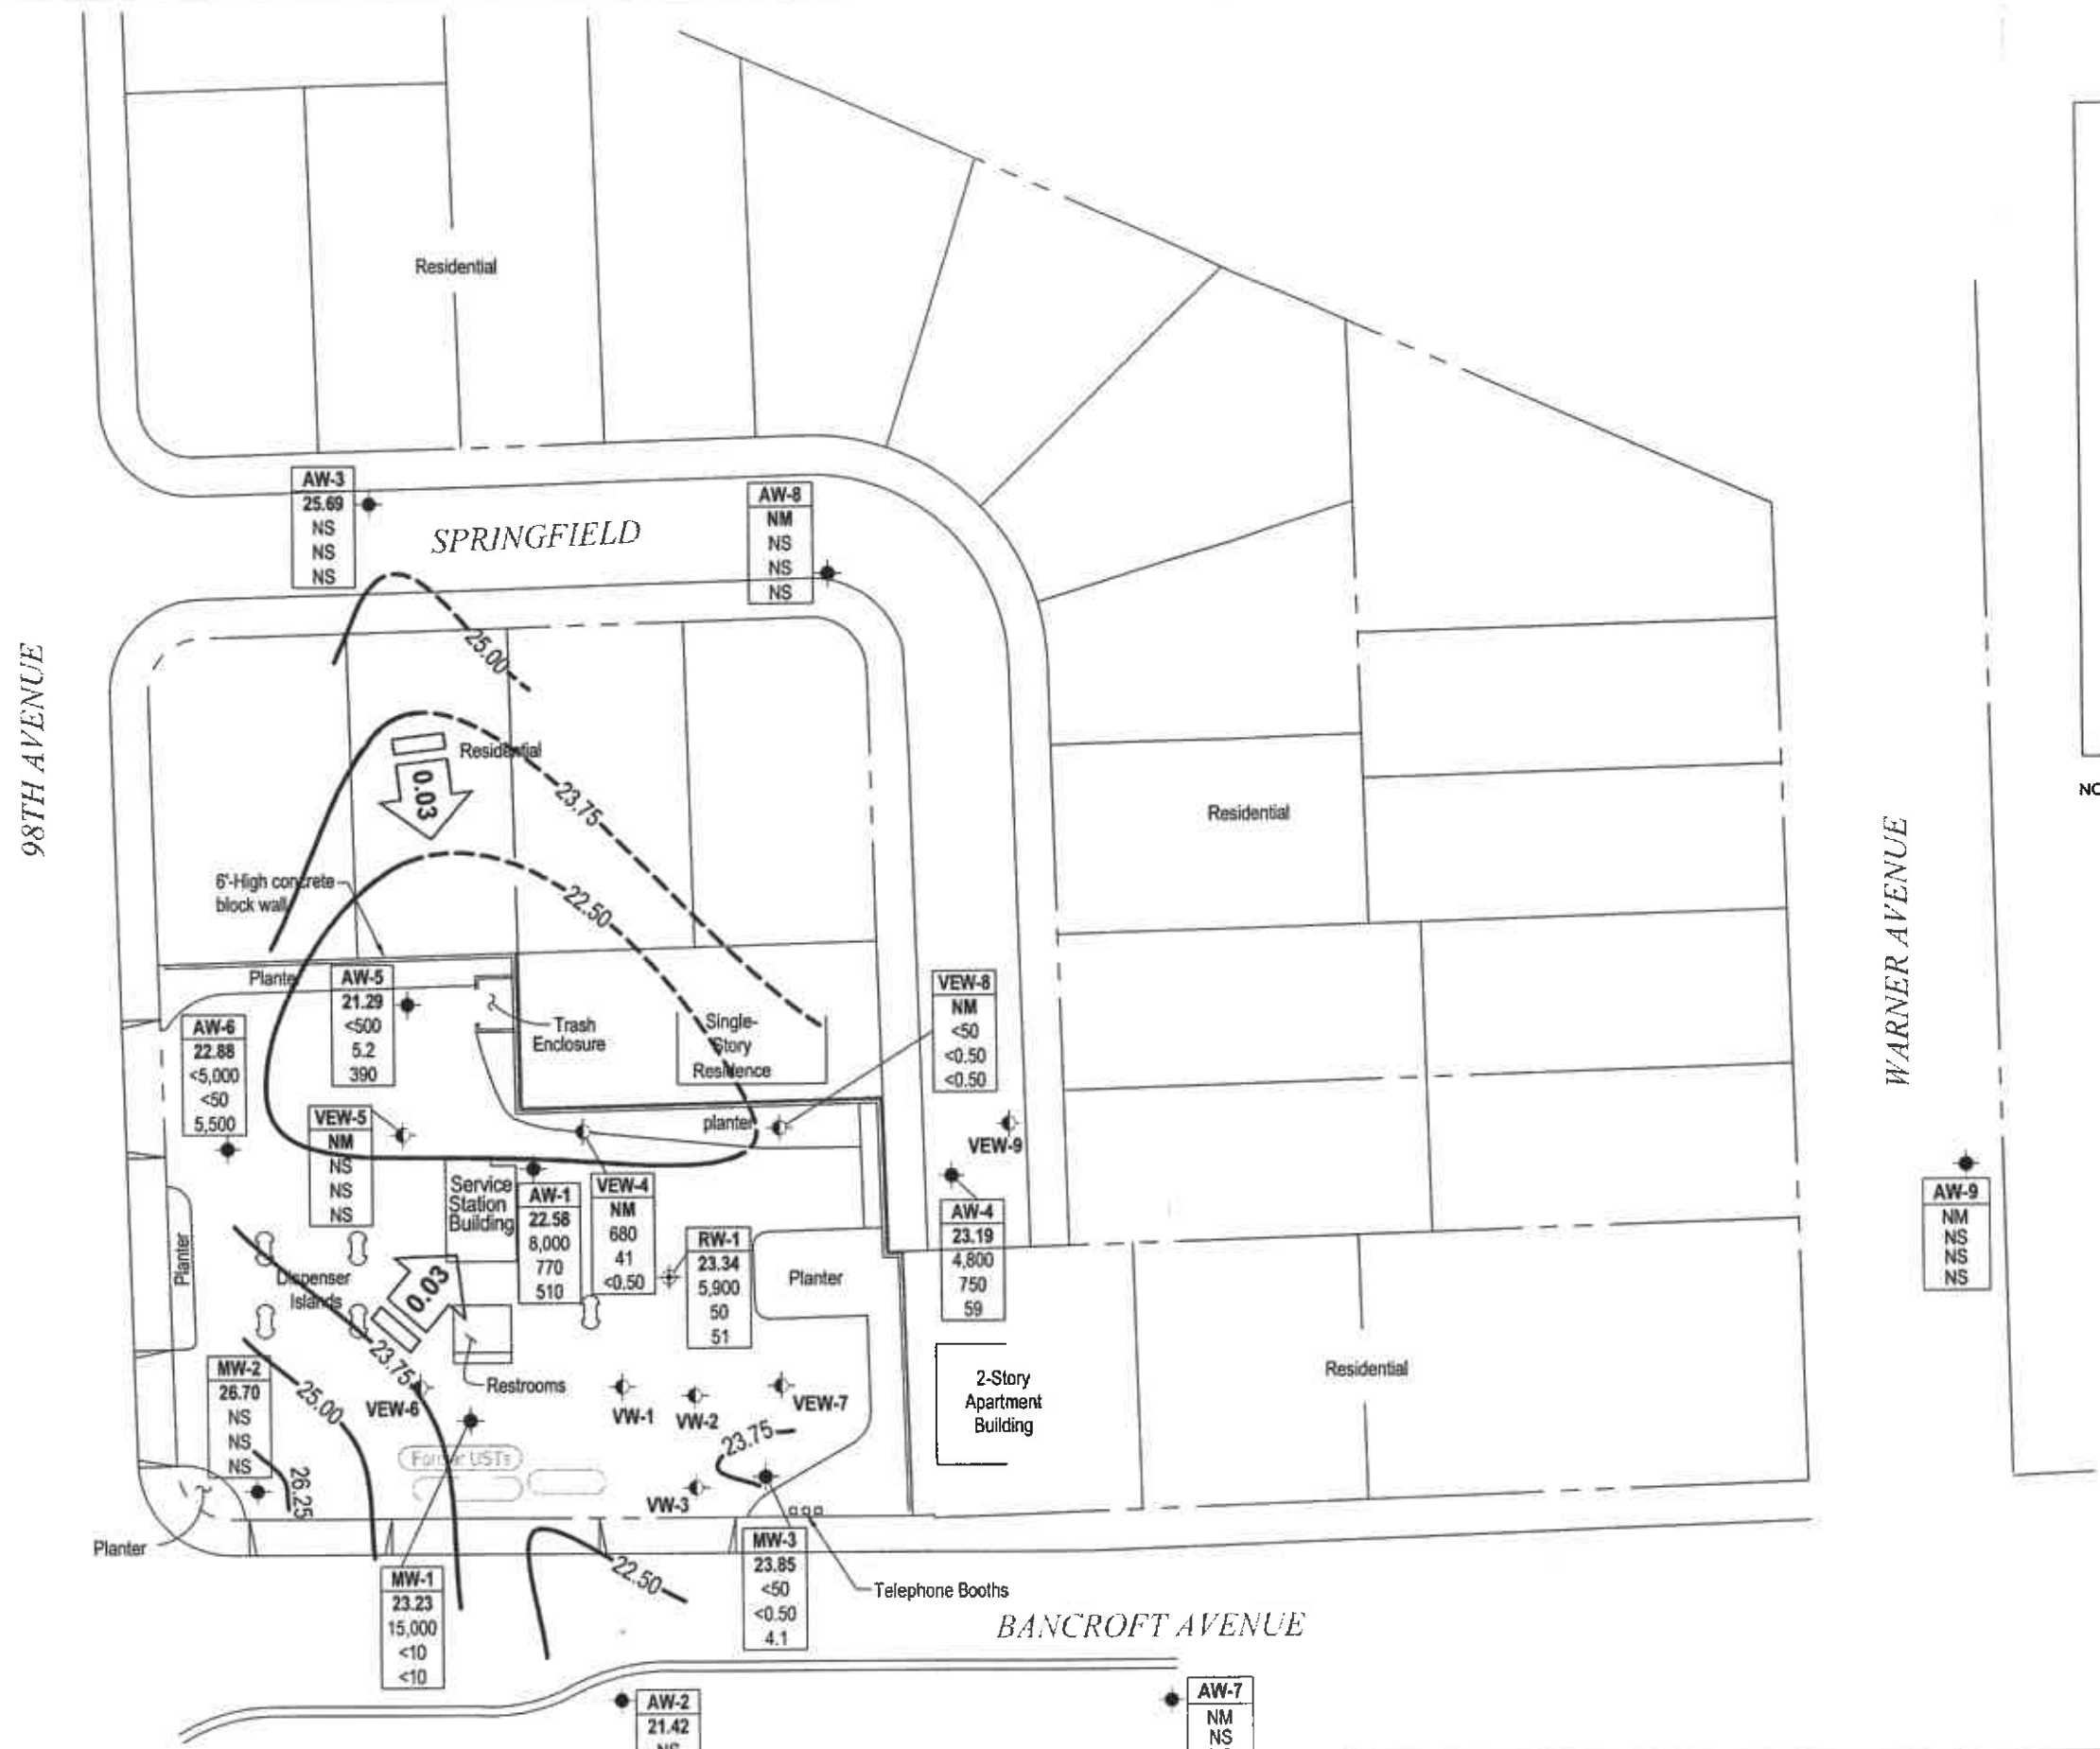 Residential
AW-3
25.69
NS
NS
NS
SPRINGFIELD
AW-8
NM
NS
NS
NS
98TH AVENUE
25.00
Residential
0.03
23.75
6'-High concrete
block wall
22.50
Residential
WARNER AVENUE
NO
Planter
AW-5
21.29
<500
5.2
390
AW-6
22.88
<5,000
<50
5,500
Trash
Enclosure
Single-
Story
Residence
VEW-8
NM
<50
<0.50
<0.50
VEW-5
NM
NS
NS
NS
planter
VEW-9
Service
Station
Building
AW-1
22.58
8,000
770
510
VEW-4
NM
680
41
<0.50
RW-1
23.34
5,900
50
51
Planter
AW-4
23.19
4,800
750
59
AW-9
NM
NS
NS
NS
Planter
Dispenser
Islands
0.03
23.75
Restrooms
MW-2
26.70
NS
NS
NS
25.00
26.25
VEW-6
VW-1
VW-2
VEW-7
23.75
2-Story
Apartment
Building
Residential
Former USTs
VW-3
Planter
22.50
MW-1
23.23
15,000
<10
<10
MW-3
23.85
<50
<0.50
4.1
Telephone Booths
BANCROFT AVENUE
AW-2
21.42
NS
AW-7
NM
NS